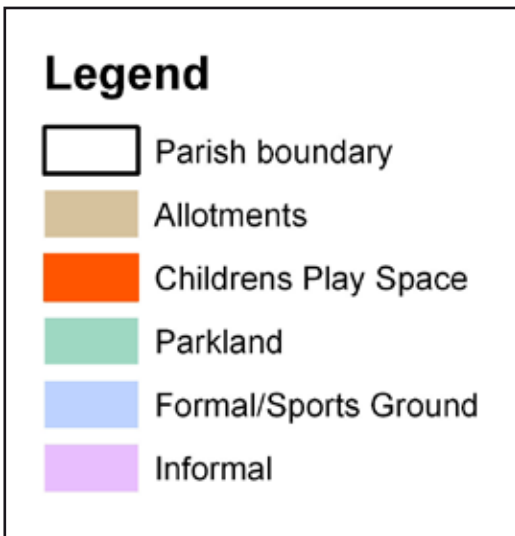 Legend
Parish boundary
Allotments
Childrens Play Space
Parkland
Formal/Sports Ground
Informal